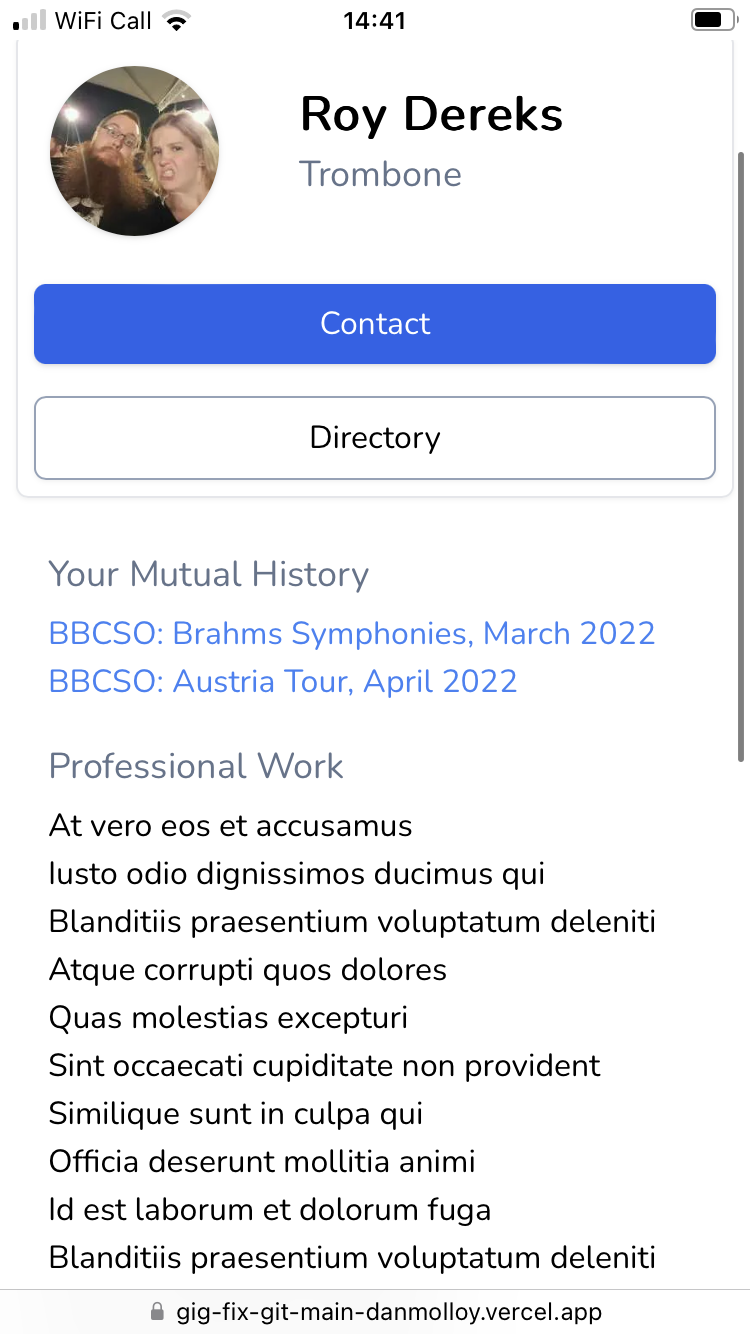 WiFi Call 14:41
Roy Dereks
Trombone
Contact
Directory
Your Mutual History
BBCSO: Brahms Symphonies, March 2022
BBCSO: Austria Tour, April 2022
Professional Work
At vero eos et accusamus
Iusto odio dignissimos ducimus qui
Blanditiis praesentium voluptatum deleniti
Atque corrupti quos dolores
Quas molestias excepturi
Sint occaecati cupiditate non provident
Similique sunt in culpa qui
Officia deserunt mollitia animi
Id est laborum et dolorum fuga
Blanditiis praesentium voluptatum deleniti
gig-fix-git-main-danmolloy.vercel.app